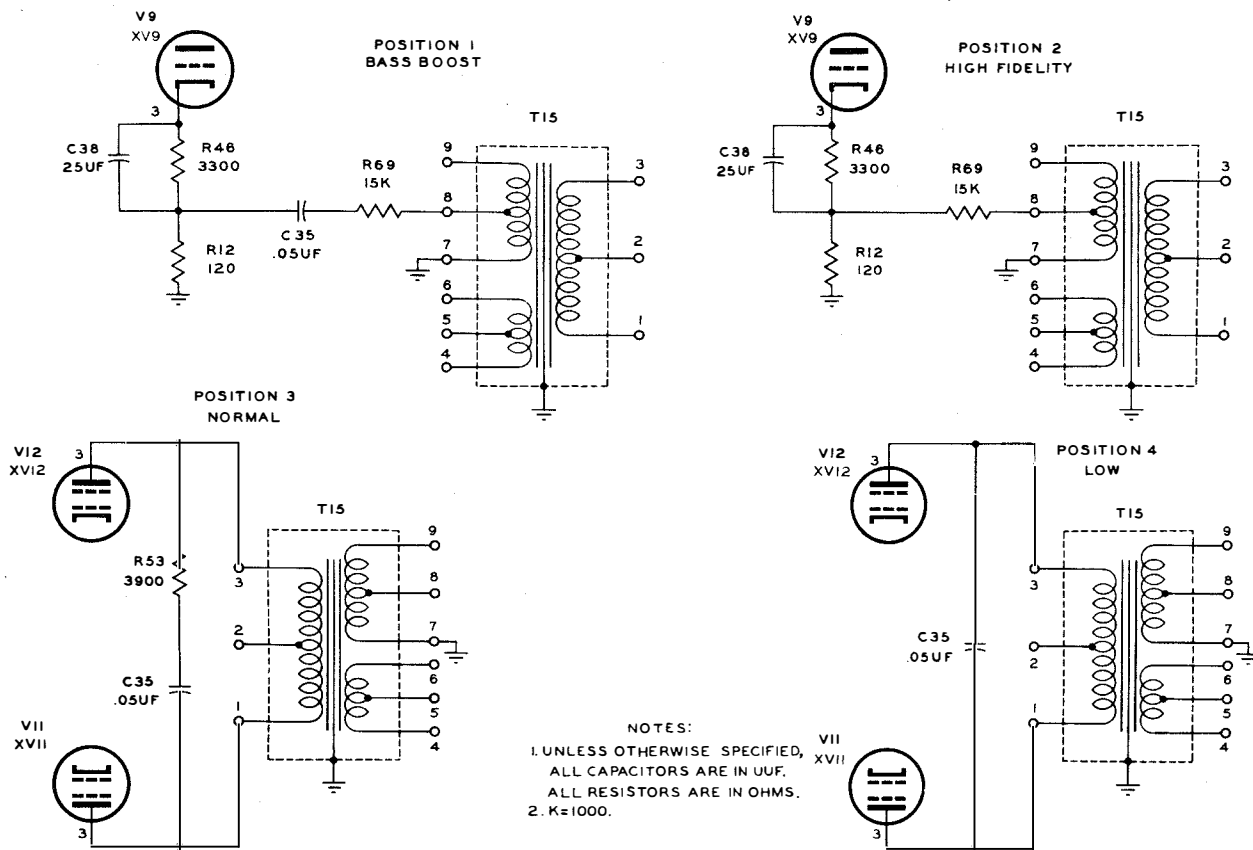 V9
XV9
POSITION 1
BASS BOOST
3
C38
25UF
R46
3300
R69
15K
C35
.05UF
R12
120
T15
9
8
7
6
5
4
3
2
1
V9
XV9
POSITION 2
HIGH FIDELITY
3
C38
25UF
R46
3300
R69
15K
R12
120
T15
9
8
7
6
5
4
3
2
1
POSITION 3
NORMAL
V12
XV12
3
R53
3900
C35
.05UF
V11
XV11
3
T15
3
2
1
9
8
7
6
5
4
NOTES:
1. UNLESS OTHERWISE SPECIFIED,
ALL CAPACITORS ARE IN UUF.
ALL RESISTORS ARE IN OHMS.
2. K=1000.
POSITION 4
LOW
V12
XV12
3
C35
.05UF
V11
XV11
3
T15
3
2
1
9
8
7
6
5
4